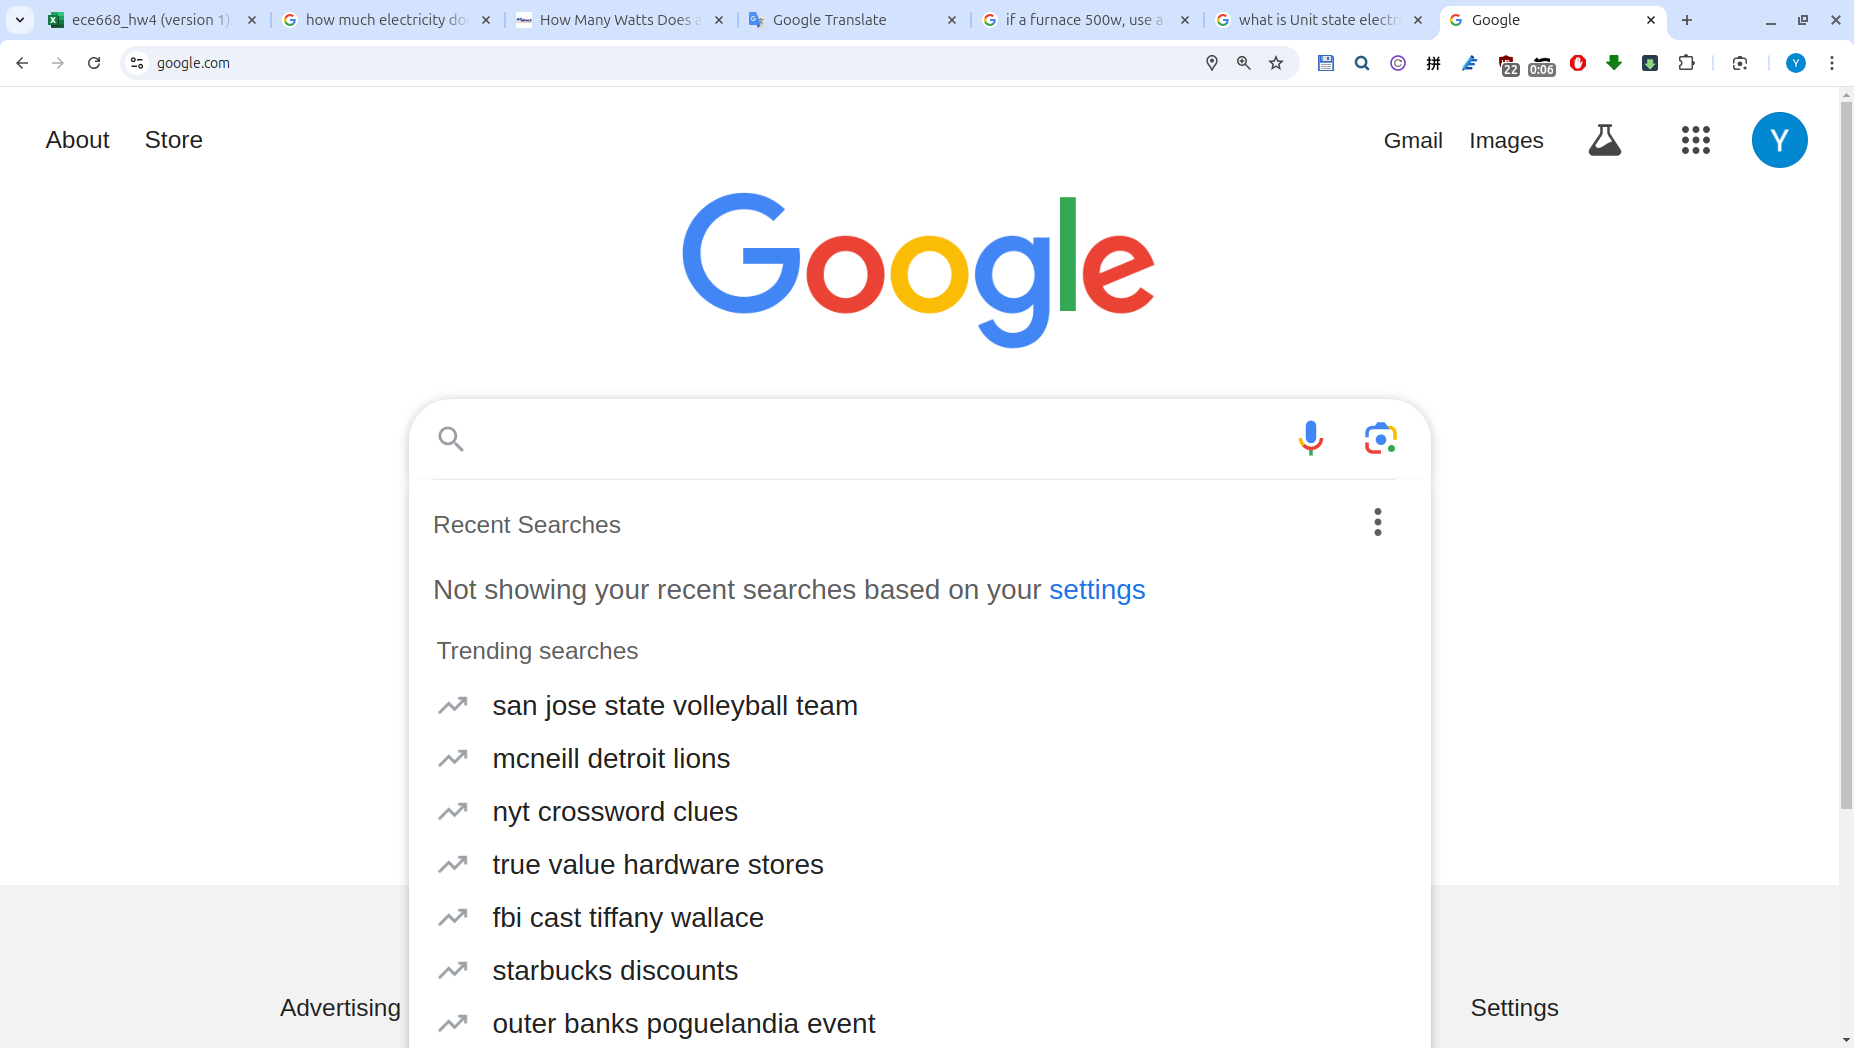 ece668_hw4 (version 1).
how much electricity do
How Many Watts Does a
Google Translate
if a furnace 500w, use a
what is Unit state electri
Google
google.com
22
0:06
Y
About
Store
Gmail
Images
Y
Google
Recent Searches
Not showing your recent searches based on your settings
Trending searches
san jose state volleyball team
mcneill detroit lions
nyt crossword clues
true value hardware stores
fbi cast tiffany wallace
starbucks discounts
outer banks poguelandia event
Advertising
Settings